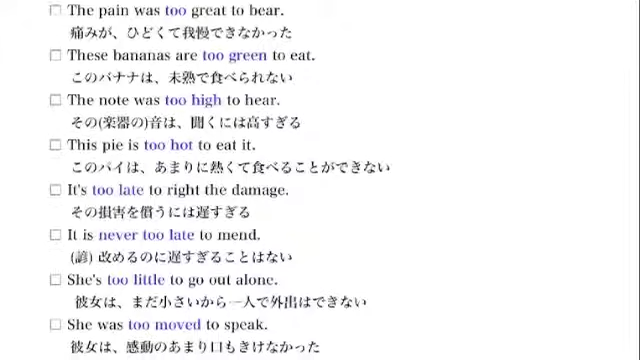 The pain was too great to bear.
痛みが、ひどくて我慢できなかった
These bananas are too green to eat.
このバナナは、未熟で食べられない
The note was too high to hear.
その(楽器の)音は、聞くには高すぎる
This pie is too hot to eat it.
このパイは、あまりに熱くて食べることができない
It's too late to right the damage.
その損害を償うには遅すぎる
It is never too late to mend.
(諺) 改めるのに遅すぎることはない
She's too little to go out alone.
彼女は、まだ小さいから一人で外出はできない
She was too moved to speak.
彼女は、感動のあまり口もきけなかった